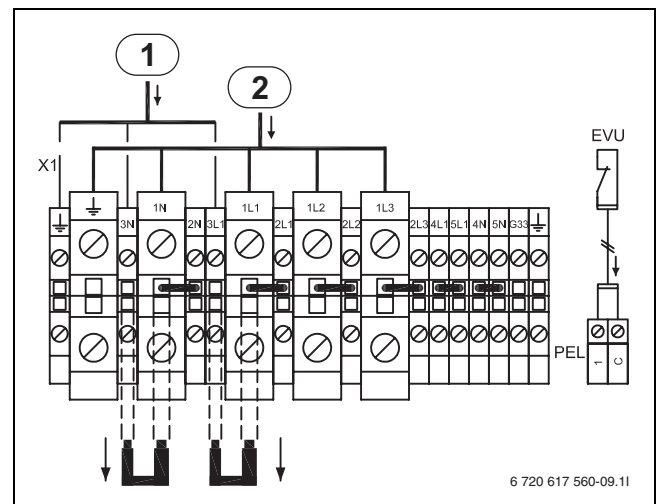 1
2
EVU
X1
1N 1L1 1L2 1L3
3N 2N 3L1 2L1 2L2 2L3 4L1 5L1 4N 5N G33
PEL 1 C
6 720 617 560-09.1I